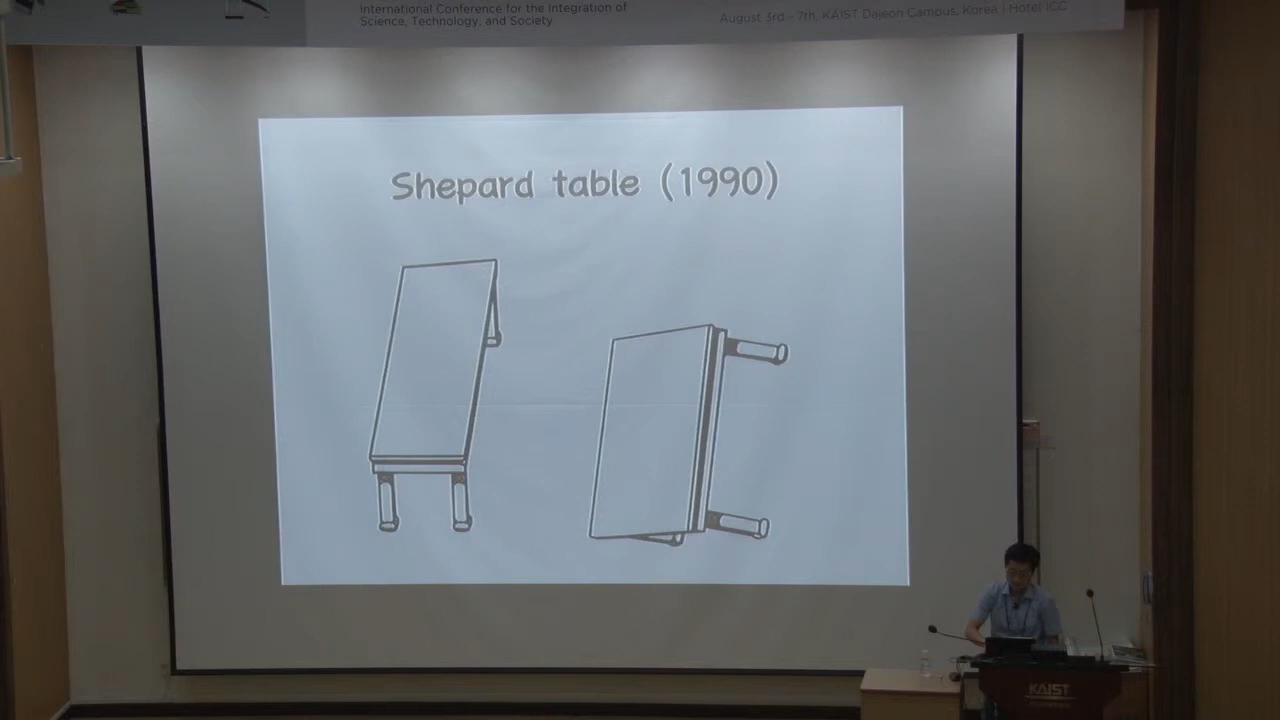 International Conference for the Integration of
Science, Technology, and Society
August 3rd - 7th, KAIST Dajeon Campus, Korea | Hotel ICC
Shepard table (1990)
KAIST